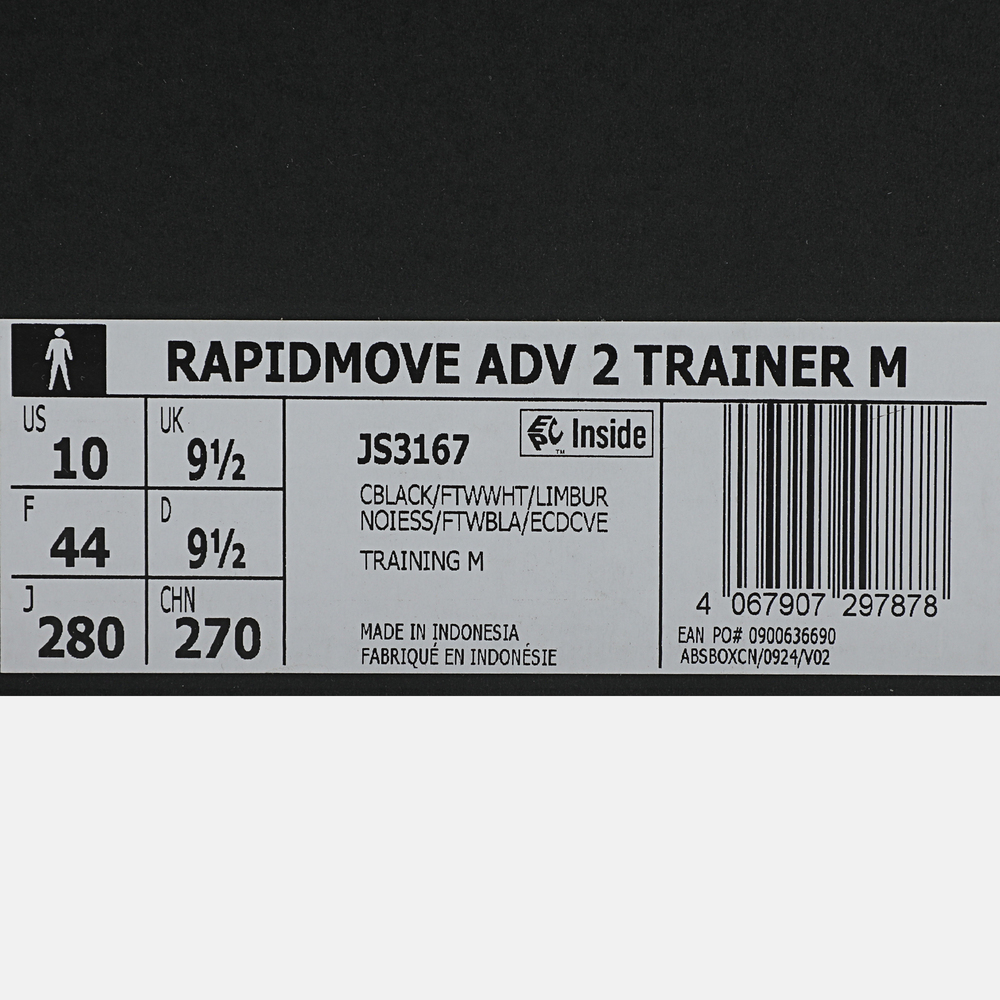 RAPIDMOVE ADV 2 TRAINER M
US 10
UK 9½
F 44
D 9½
J 280
CHN 270
JS3167
EPC Inside
™
CBLACK/FTWWHT/LIMBUR
NOIESS/FTWBLA/ECDCVE
TRAINING M
MADE IN INDONESIA
FABRIQUÉ EN INDONÉSIE
4 067907 297878
EAN PO# 0900636690
ABSBOXCN/0924/V02